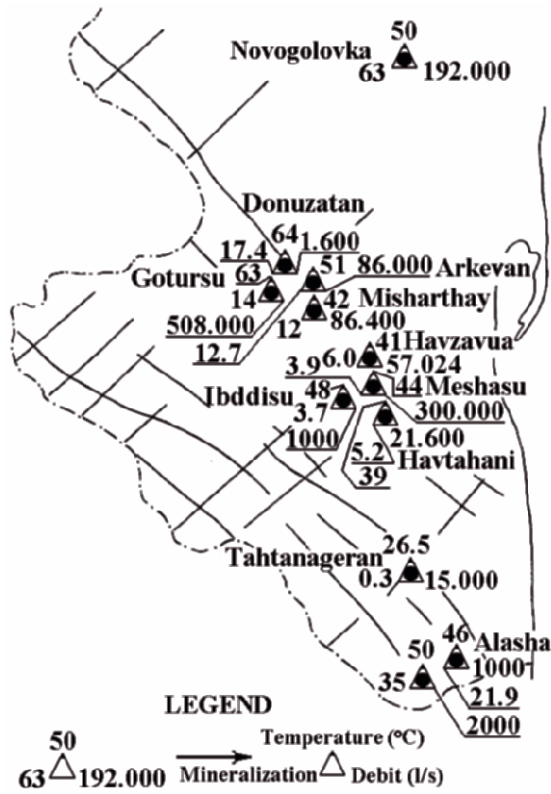 50
Novogolovka
63 192.000
Donuzatan
64
17.4 1.600
63 51 86.000 Arkevan
Gotursu
14 42 Misharthay
12 86.400
508.000
12.7
41 Havzavua
3.9 6.0 57.024
48 44 Meshasu
Ibddisu
3.7 300.000
1000 21.600
5.2 Havtahani
39
26.5
Tahtanageran
0.3 15.000
46 Alasha
50 1000
35
21.9
2000
LEGEND
50
63 192.000
Temperature (°C)
Mineralization Debit (l/s)